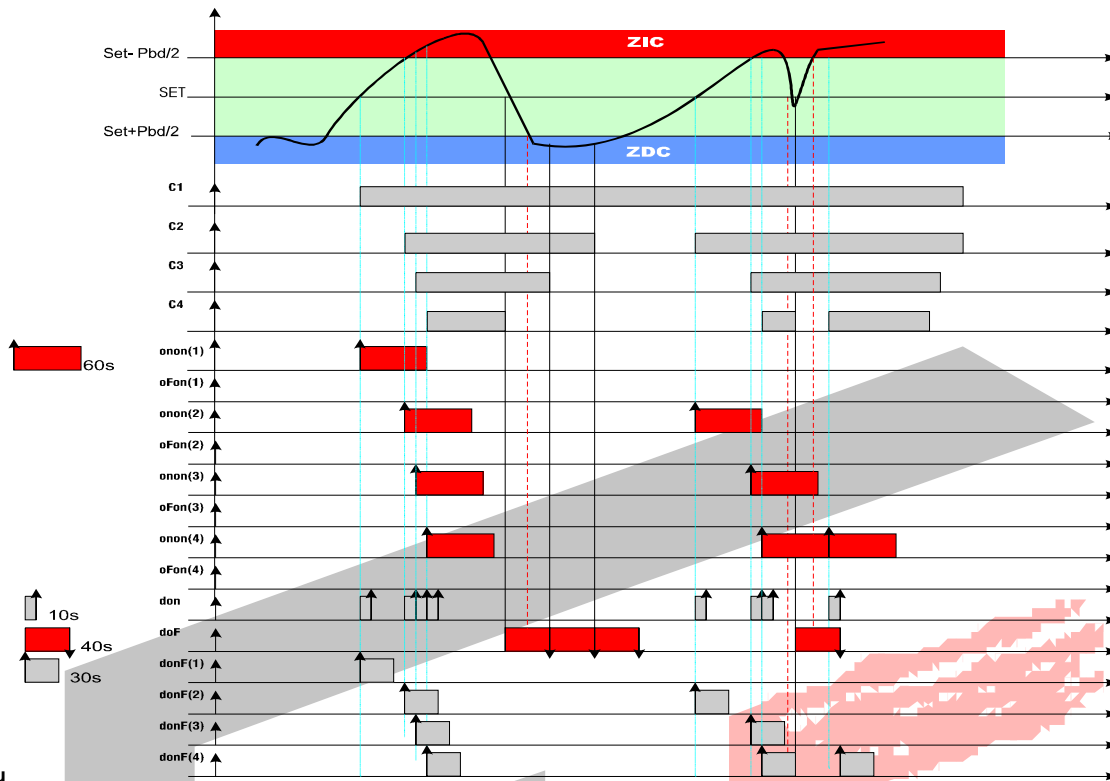 ZIC
Set- Pbd/2
SET
Set+Pbd/2
ZDC
C1
C2
C3
C4
onon(1)
60s
oFon(1)
onon(2)
oFon(2)
onon(3)
oFon(3)
onon(4)
oFon(4)
don
10s
doF
40s
donF(1)
30s
donF(2)
donF(3)
donF(4)
u